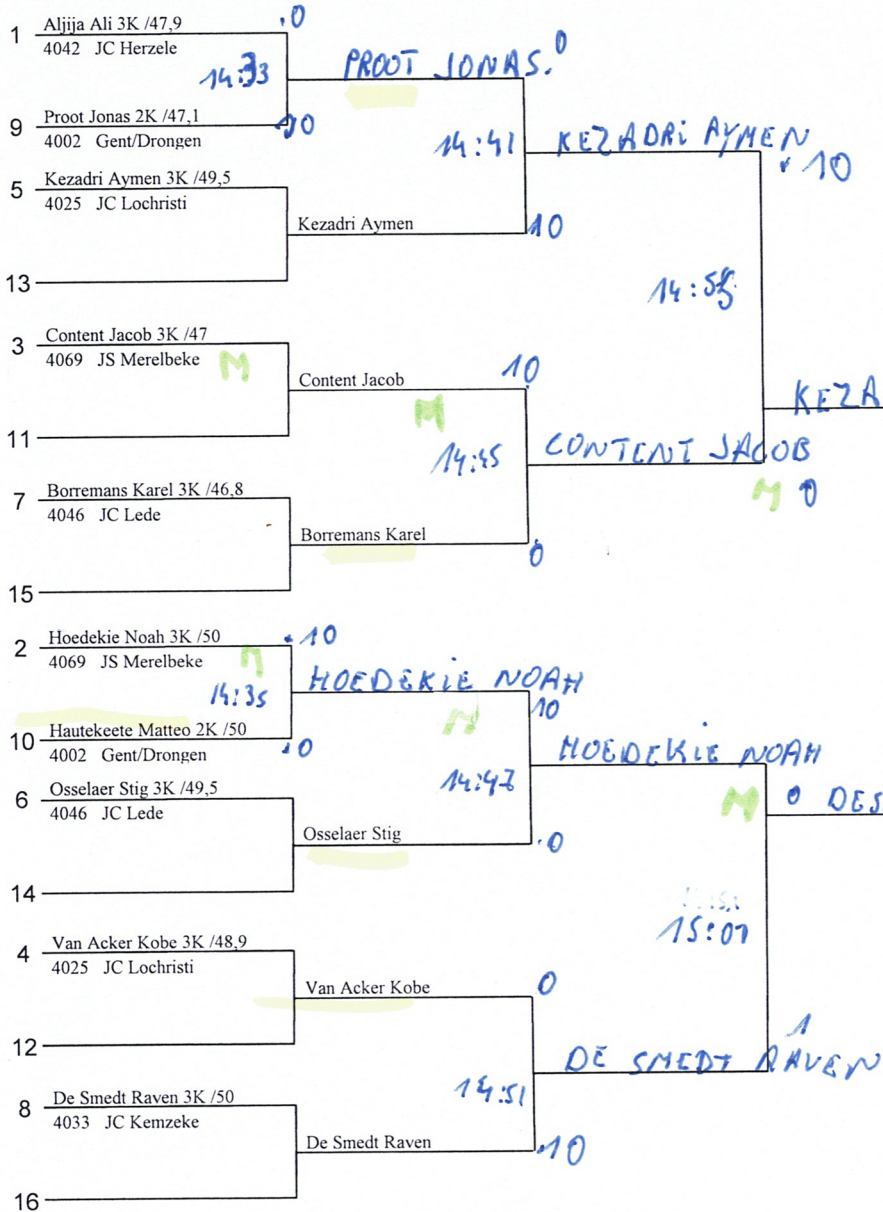 1 Aljija Ali 3K /47,9 .0
4042 JC Herzele
14:33 PROOT JONAS. 0
9 Proot Jonas 2K /47,1 10
4002 Gent/Drongen
14:41 KEZADRI AYMEN 10
5 Kezadri Aymen 3K /49,5
4025 JC Lochristi
Kezadri Aymen 10
13
3 Content Jacob 3K /47
4069 JS Merelbeke M
Content Jacob 10
M
11
14:45 CONTENT JACOB
M 0
KEZA
7 Borremans Karel 3K /46,8
4046 JC Lede
Borremans Karel 0
15
2 Hoedekie Noah 3K /50 10
4069 JS Merelbeke M
14:35 HOEDEKIE NOAH 10
M
10 Hautekeete Matteo 2K /50 .0
4002 Gent/Drongen
HOEDEKIE NOAH
M 0 DES
6 Osselaer Stig 3K /49,5
4046 JC Lede
Osselaer Stig .0
14
15:01
4 Van Acker Kobe 3K /48,9
4025 JC Lochristi
Van Acker Kobe 0
12
14:51 DE SMEDT RAVEN 1
8 De Smedt Raven 3K /50
4033 JC Kemzeke
De Smedt Raven 10
16